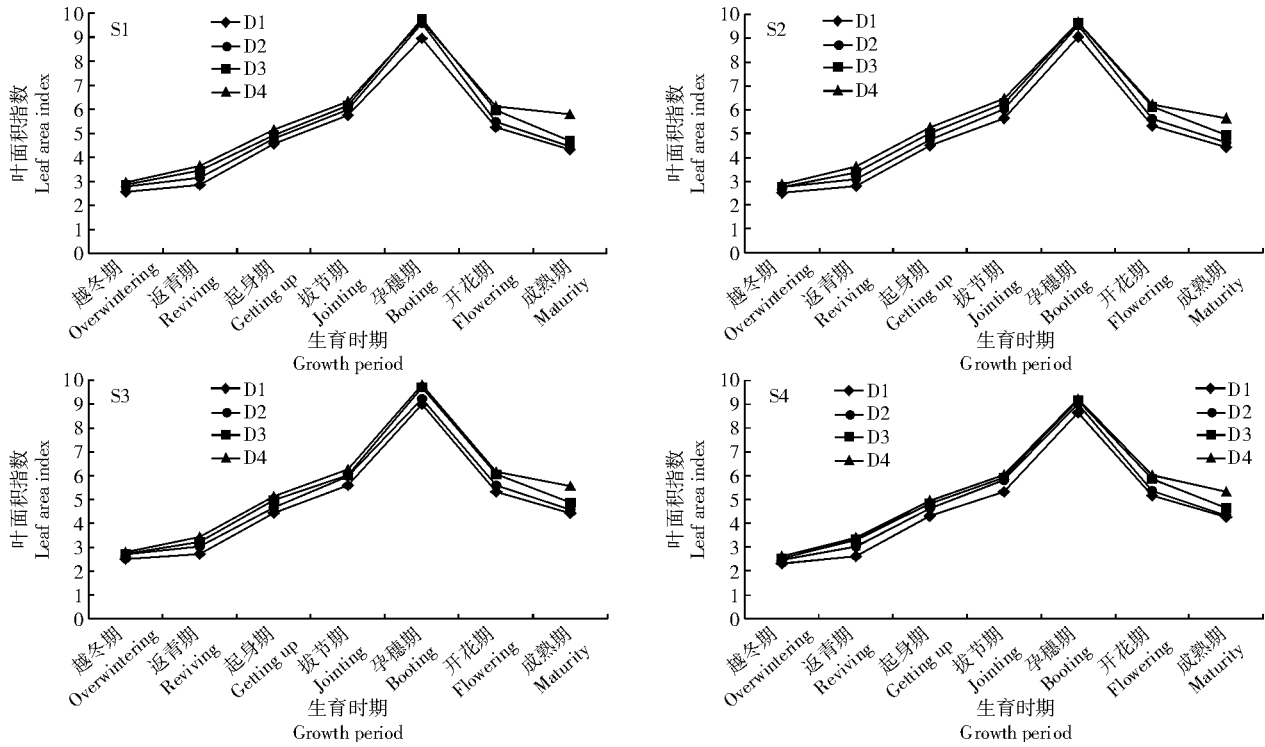 叶面积指数
Leaf area index
10
9
8
7
6
5
4
3
2
1
0
S1
D1
D2
D3
D4
越冬期
Overwintering
返青期
Reviving
起身期
Getting up
拔节期
Jointing
孕穗期
Booting
开花期
Flowering
成熟期
Maturity
生育时期
Growth period
叶面积指数
Leaf area index
10
9
8
7
6
5
4
3
2
1
0
S2
D1
D2
D3
D4
越冬期
Overwintering
返青期
Reviving
起身期
Getting up
拔节期
Jointing
孕穗期
Booting
开花期
Flowering
成熟期
Maturity
生育时期
Growth period
叶面积指数
Leaf area index
10
9
8
7
6
5
4
3
2
1
0
S3
D1
D2
D3
D4
越冬期
Overwintering
返青期
Reviving
起身期
Getting up
拔节期
Jointing
孕穗期
Booting
开花期
Flowering
成熟期
Maturity
生育时期
Growth period
叶面积指数
Leaf area index
10
9
8
7
6
5
4
3
2
1
0
S4
D1
D2
D3
D4
D1
D2
D3
D4
越冬期
Overwintering
返青期
Reviving
起身期
Getting up
拔节期
Jointing
孕穗期
Booting
开花期
Flowering
成熟期
Maturity
生育时期
Growth period